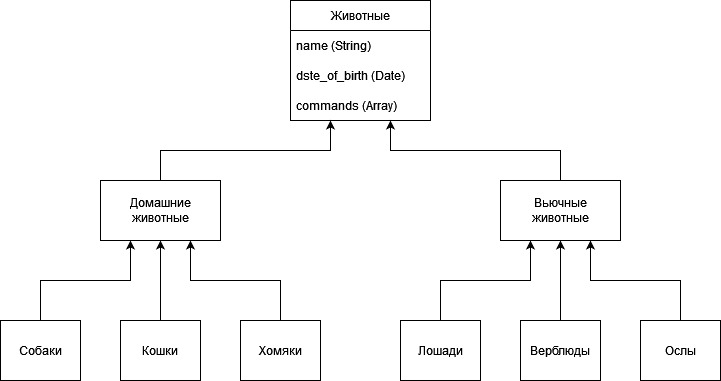 Животные
name (String)
dste_of_birth (Date)
commands (Array)
Домашние
животные
Вьючные
животные
Собаки
Кошки
Хомяки
Лошади
Верблюды
Ослы